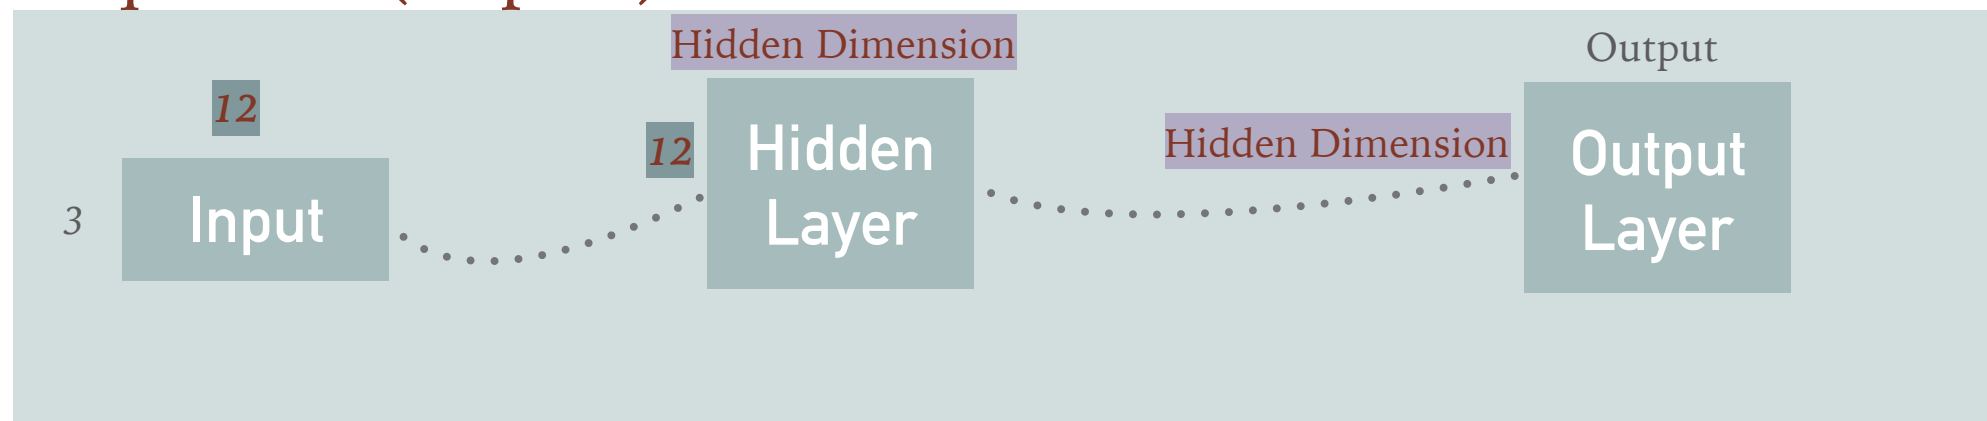 Hidden Dimension
Output
12
12
Hidden
Layer
Hidden Dimension
Output
Layer
3
Input